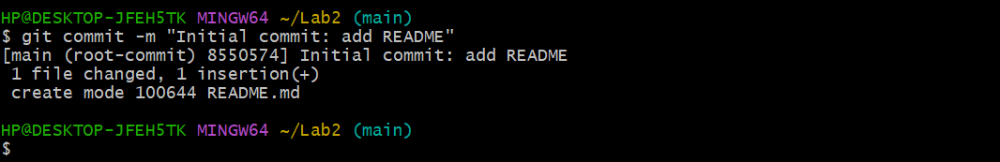 HP@DESKTOP-JFEH5TK MINGW64 ~/Lab2 (main)
$ git commit -m "Initial commit: add README"
[main (root-commit) 8550574] Initial commit: add README
 1 file changed, 1 insertion(+)
 create mode 100644 README.md
HP@DESKTOP-JFEH5TK MINGW64 ~/Lab2 (main)
$